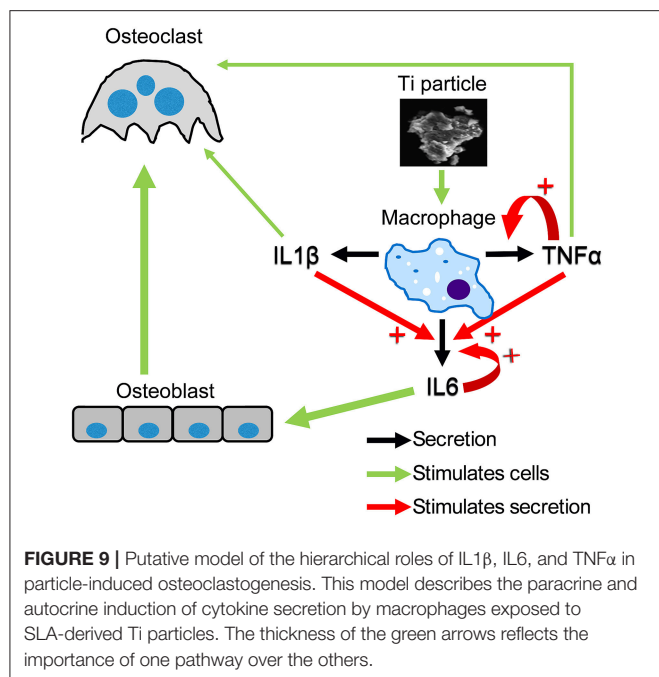 Osteoclast
Ti particle
Macrophage
+
IL1β
TNFα
+
+
+
IL6
Osteoblast
Secretion
Stimulates cells
Stimulates secretion
FIGURE 9 | Putative model of the hierarchical roles of IL1β, IL6, and TNFα in
particle-induced osteoclastogenesis. This model describes the paracrine and
autocrine induction of cytokine secretion by macrophages exposed to
SLA-derived Ti particles. The thickness of the green arrows reflects the
importance of one pathway over the others.